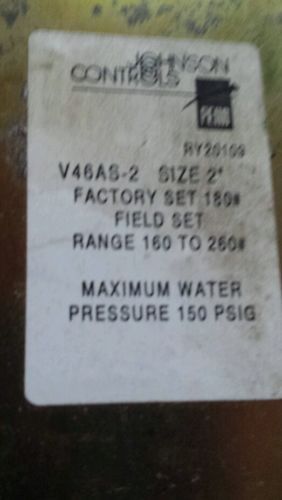 JOHNSON
CONTROLS
PENN
RY20109
V46AS-2 SIZE 2"
FACTORY SET 180#
FIELD SET
RANGE 160 TO 260#
MAXIMUM WATER
PRESSURE 150 PSIG